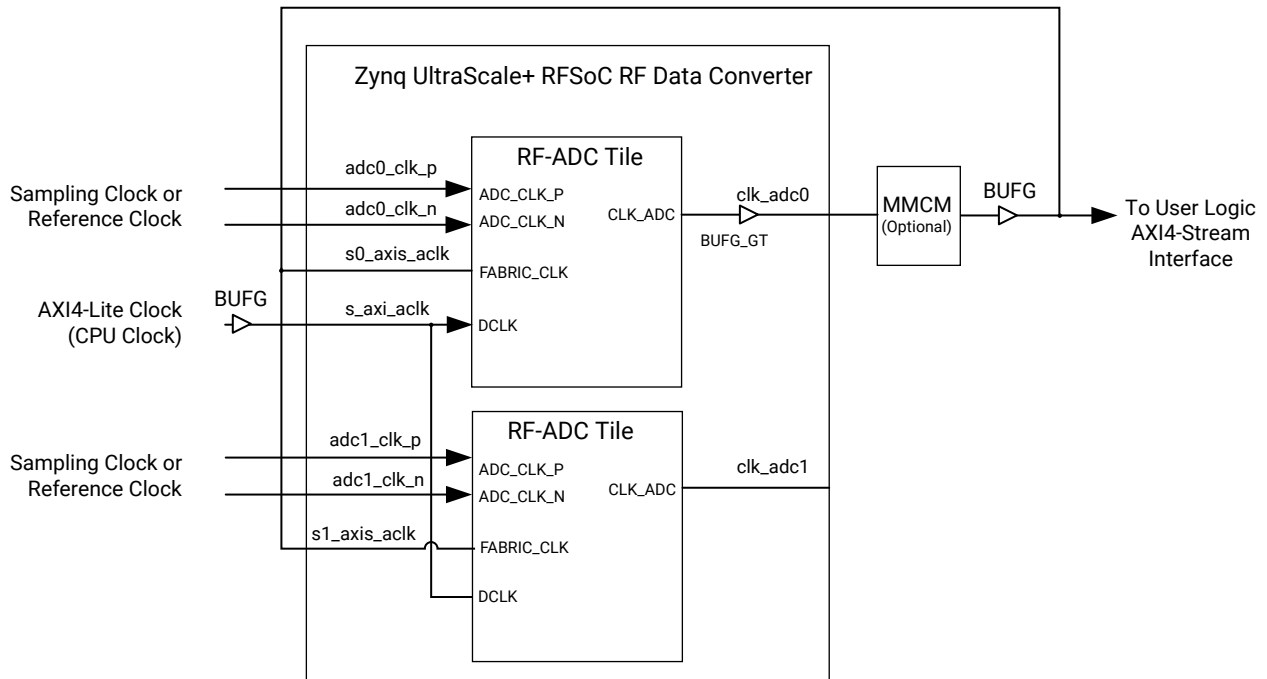 Zynq UltraScale+ RFSoC RF Data Converter
RF-ADC Tile
adc0_clk_p
Sampling Clock or
Reference Clock
ADC_CLK_P
adc0_clk_n
ADC_CLK_N
CLK_ADC
clk_adc0
BUFG_GT
MMCM
(Optional)
BUFG
To User Logic
AXI4-Stream
Interface
s0_axis_aclk
FABRIC_CLK
AXI4-Lite Clock
(CPU Clock)
BUFG
s_axi_aclk
DCLK
RF-ADC Tile
adc1_clk_p
Sampling Clock or
Reference Clock
ADC_CLK_P
adc1_clk_n
ADC_CLK_N
CLK_ADC
clk_adc1
s1_axis_aclk
FABRIC_CLK
DCLK